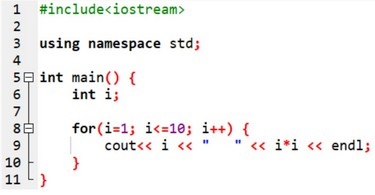 1 #include<iostream>
2
3 using namespace std;
4
5 int main() {
6 int i;
7
8 for(i=1; i<=10; i++) {
9 cout<< i << "   " << i*i << endl;
10 }
11 }